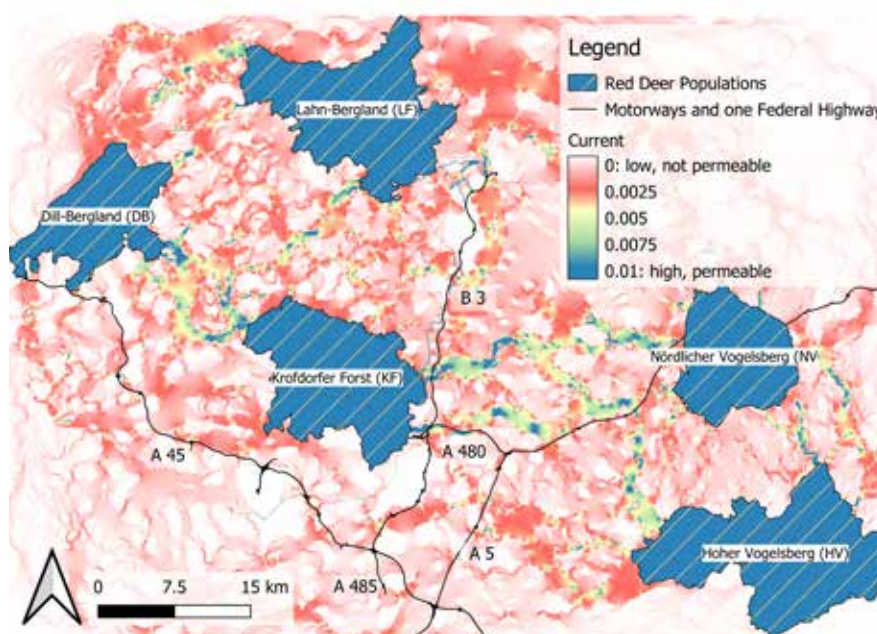 Legend
Red Deer Populations
Motorways and one Federal Highway
Current
0: low, not permeable
0.0025
0.005
0.0075
0.01: high, permeable
Lahn-Bergland (LF)
Dill-Bergland (DB)
B 3
Nördlicher Vogelsberg (NV
Krofdorfer Forst (KF)
A 45
A 480
A 5
Hoher Vogelsberg (HV)
0 7.5 15 km
A 485